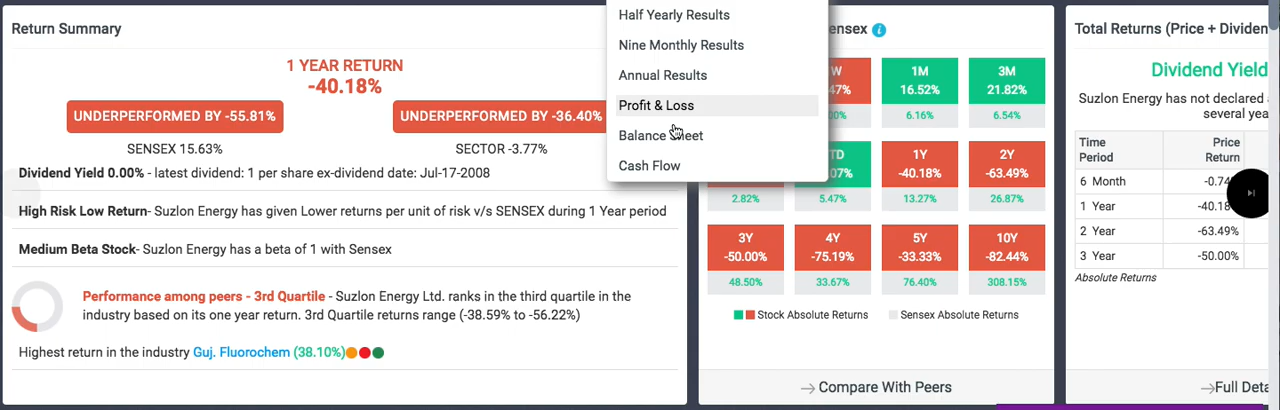 Half Yearly Results
Nine Monthly Results
Annual Results
Profit & Loss
Balance Sheet
Cash Flow
Return Summary
1 YEAR RETURN
-40.18%
UNDERPERFORMED BY -55.81%
UNDERPERFORMED BY -36.40%
SENSEX 15.63%
SECTOR -3.77%
Dividend Yield 0.00% - latest dividend: 1 per share ex-dividend date: Jul-17-2008
High Risk Low Return- Suzlon Energy has given Lower returns per unit of risk v/s SENSEX during 1 Year period
Medium Beta Stock- Suzlon Energy has a beta of 1 with Sensex
Performance among peers - 3rd Quartile - Suzlon Energy Ltd. ranks in the third quartile in the
industry based on its one year return. 3rd Quartile returns range (-38.59% to -56.22%)
Highest return in the industry Guj. Fluorochem (38.10%)
ensex
W 1M 3M
47% 16.52% 21.82%
00% 6.16% 6.54%
TD 1Y 2Y
07% -40.18% -63.49%
2.82% 5.47% 13.27% 26.87%
3Y 4Y 5Y 10Y
-50.00% -75.19% -33.33% -82.44%
48.50% 33.67% 76.40% 308.15%
Stock Absolute Returns Sensex Absolute Returns
Compare With Peers
Total Returns (Price + Dividen
Dividend Yield
Suzlon Energy has not declared
several yea
Time Period Price Return
6 Month -0.74
1 Year -40.18
2 Year -63.49%
3 Year -50.00%
Absolute Returns
Full Deta